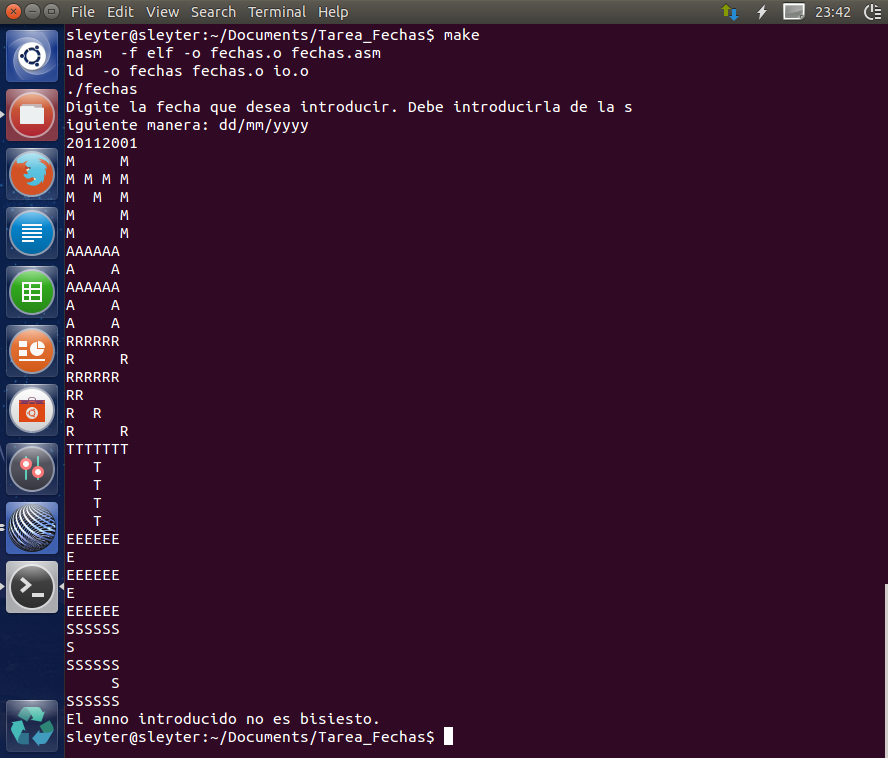 File Edit View Search Terminal Help 23:42
sleyter@sleyter:~/Documents/Tarea_Fechas$ make
nasm  -f elf -o fechas.o fechas.asm
ld  -o fechas fechas.o io.o
./fechas
Digite la fecha que desea introducir. Debe introducirla de la s
iguiente manera: dd/mm/yyyy
20112001
M     M
M M M M
M  M  M
M     M
M     M
AAAAAA
A    A
AAAAAA
A    A
A    A
RRRRRR
R     R
RRRRRR
RR
R  R
R     R
TTTTTTT
   T
   T
   T
   T
EEEEEE
E
EEEEEE
E
EEEEEE
SSSSSS
S
SSSSSS
     S
SSSSSS
El anno introducido no es bisiesto.
sleyter@sleyter:~/Documents/Tarea_Fechas$